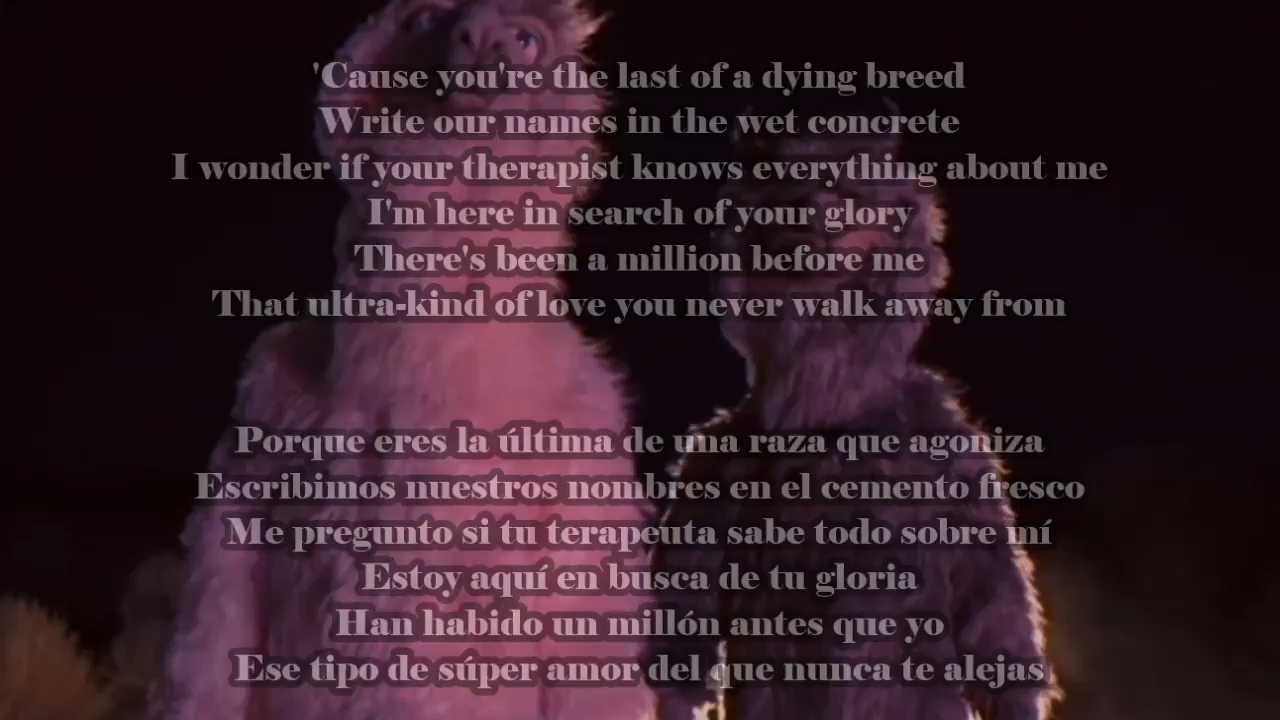 'Cause you're the last of a dying breed
Write our names in the wet concrete
I wonder if your therapist knows everything about me
I'm here in search of your glory
There's been a million before me
That ultra-kind of love you never walk away from
Porque eres la última de una raza que agoniza
Escribimos nuestros nombres en el cemento fresco
Me pregunto si tu terapeuta sabe todo sobre mí
Estoy aquí en busca de tu gloria
Han habido un millón antes que yo
Ese tipo de súper amor del que nunca te alejas